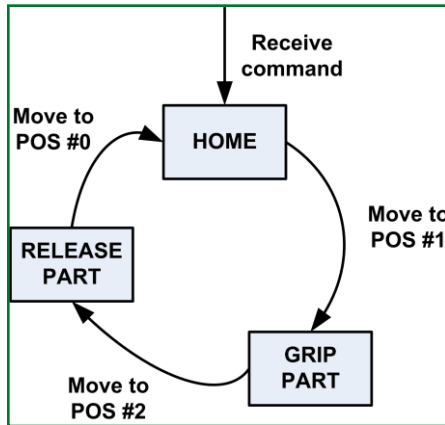 Receive
command
Move to
POS #0
HOME
Move to
POS #1
RELEASE
PART
GRIP
PART
Move to
POS #2